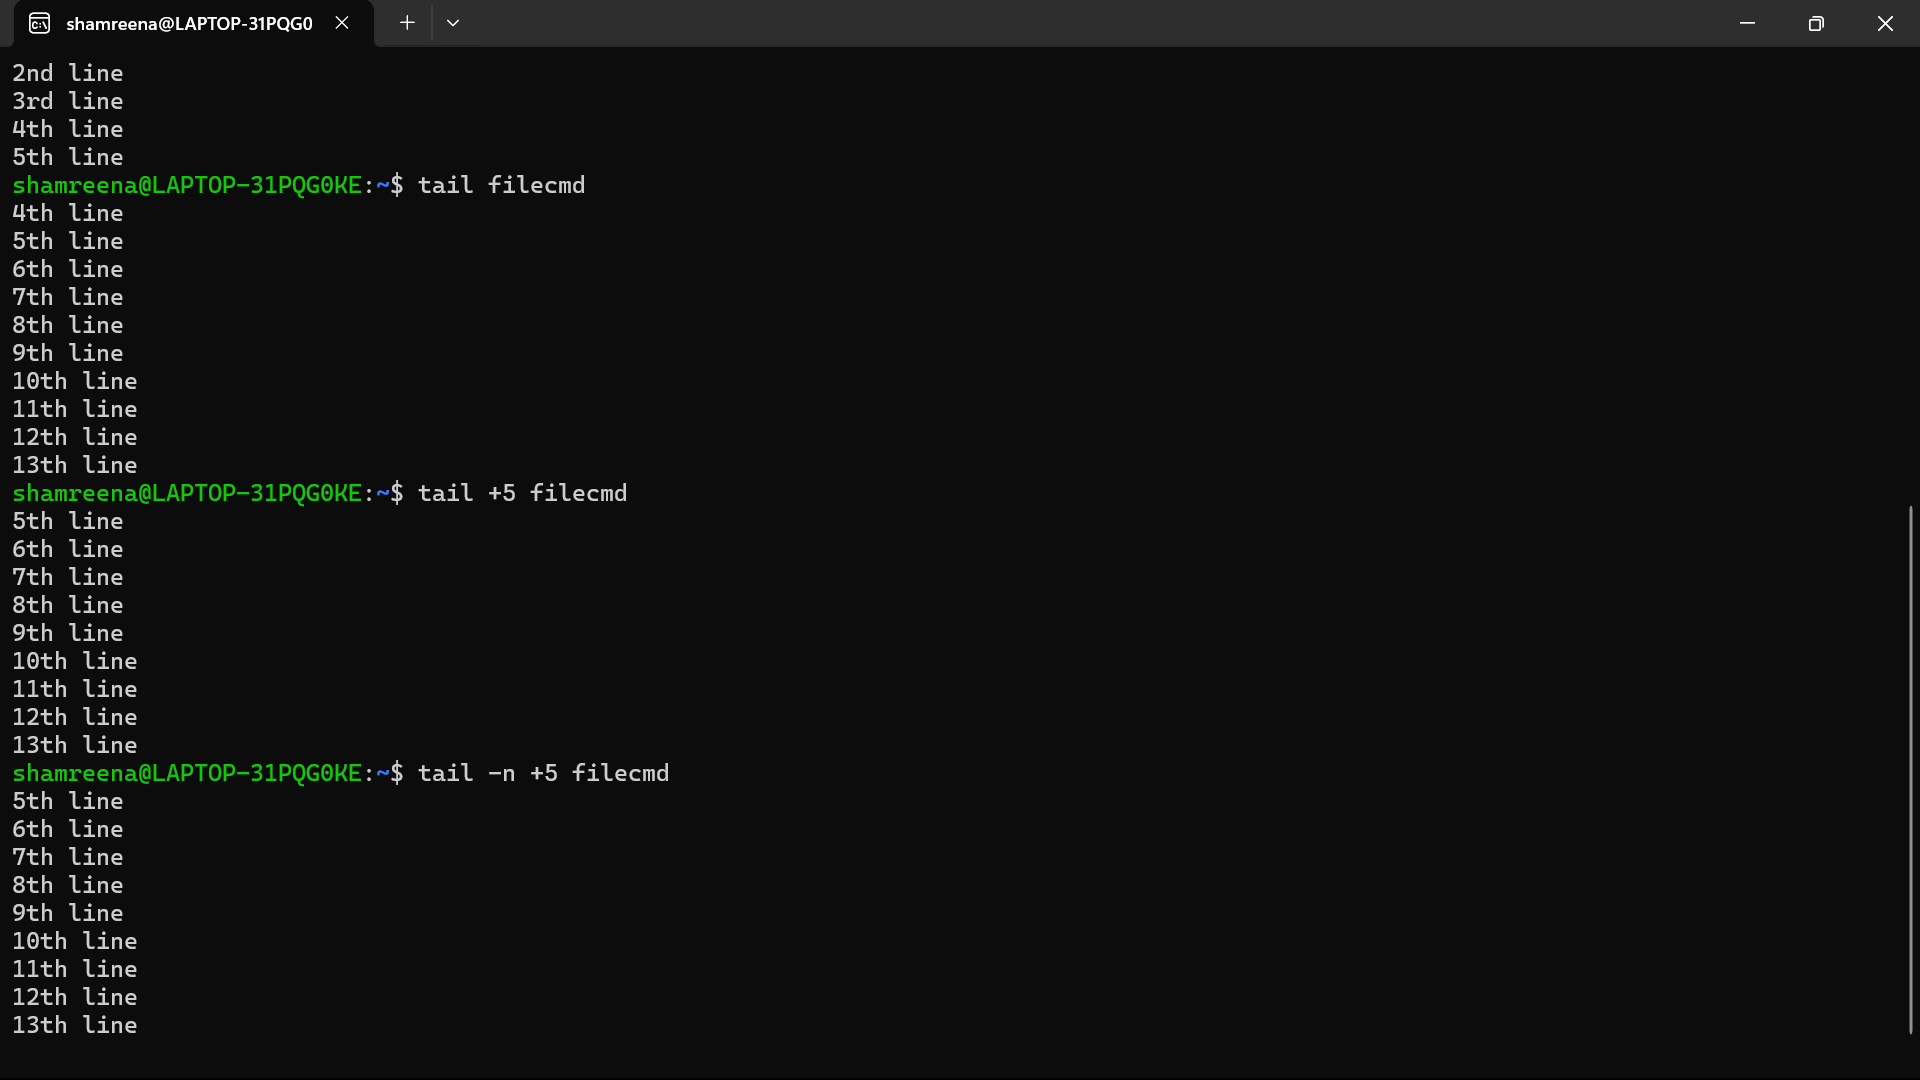 shamreena@LAPTOP-31PQG0
2nd line
3rd line
4th line
5th line
shamreena@LAPTOP-31PQG0KE:~$ tail filecmd
4th line
5th line
6th line
7th line
8th line
9th line
10th line
11th line
12th line
13th line
shamreena@LAPTOP-31PQG0KE:~$ tail +5 filecmd
5th line
6th line
7th line
8th line
9th line
10th line
11th line
12th line
13th line
shamreena@LAPTOP-31PQG0KE:~$ tail -n +5 filecmd
5th line
6th line
7th line
8th line
9th line
10th line
11th line
12th line
13th line